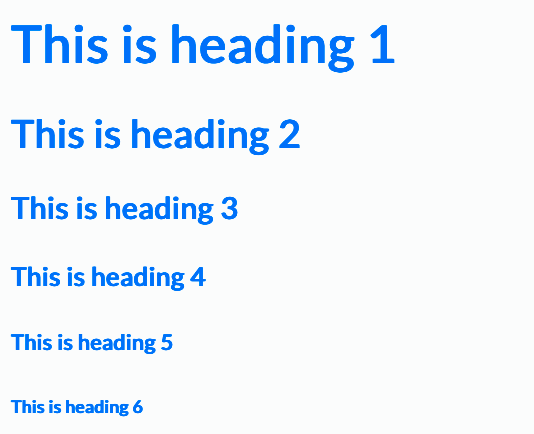 This is heading 1
This is heading 2
This is heading 3
This is heading 4
This is heading 5
This is heading 6